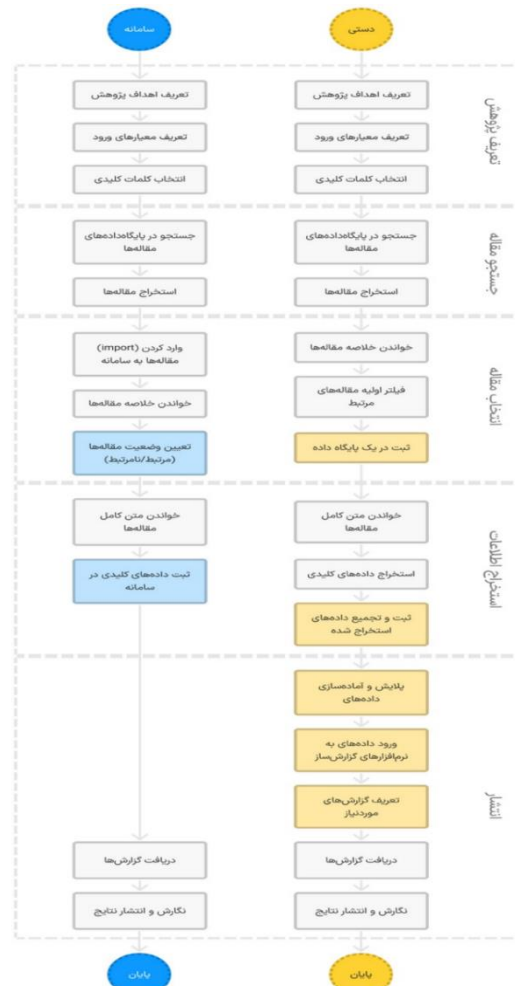 دستی
سامانه
تعریف پژوهش
تعریف اهداف پژوهش
تعریف اهداف پژوهش
تعریف معیارهای ورود
تعریف معیارهای ورود
انتخاب کلمات کلیدی
انتخاب کلمات کلیدی
جستجو مقاله
جستجو در پایگاه‌داده‌های
مقاله‌ها
جستجو در پایگاه‌داده‌های
مقاله‌ها
استخراج مقاله‌ها
استخراج مقاله‌ها
انتخاب مقاله
خواندن خلاصه مقاله‌ها
وارد کردن (import)
مقاله‌ها به سامانه
فیلتر اولیه مقاله‌های
مرتبط
خواندن خلاصه مقاله‌ها
ثبت در یک پایگاه داده
تعیین وضعیت مقاله‌ها
(مرتبط/نامرتبط)
استخراج اطلاعات
خواندن متن کامل
مقاله‌ها
خواندن متن کامل
مقاله‌ها
استخراج داده‌های کلیدی
ثبت داده‌های کلیدی در
سامانه
ثبت و تجمیع داده‌های
استخراج شده
انتشار
پلایش و آماده‌سازی
داده‌های
ورود داده‌های به
نرم‌افزارهای گزارش‌ساز
تعریف گزارش‌های
موردنیاز
دریافت گزارش‌ها
دریافت گزارش‌ها
نگارش و انتشار نتایج
نگارش و انتشار نتایج
پایان
پایان